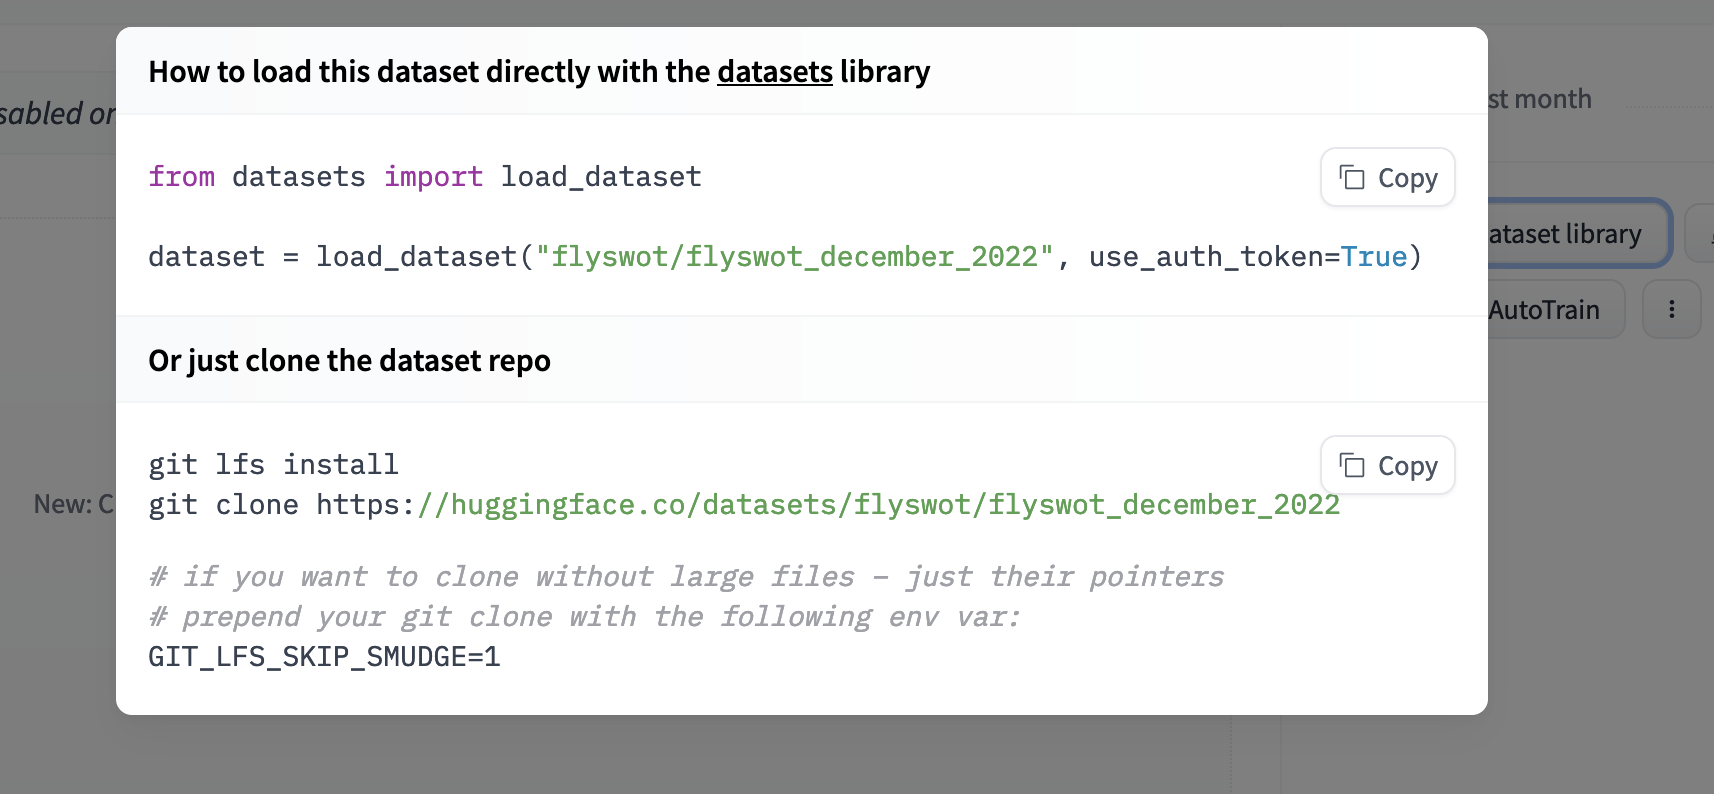 How to load this dataset directly with the datasets library
sabled or
st month
from datasets import load_dataset
Copy
ataset library
dataset = load_dataset("flyswot/flyswot_december_2022", use_auth_token=True)
AutoTrain
Or just clone the dataset repo
git lfs install
Copy
New: C
git clone https://huggingface.co/datasets/flyswot/flyswot_december_2022
# if you want to clone without large files – just their pointers
# prepend your git clone with the following env var:
GIT_LFS_SKIP_SMUDGE=1